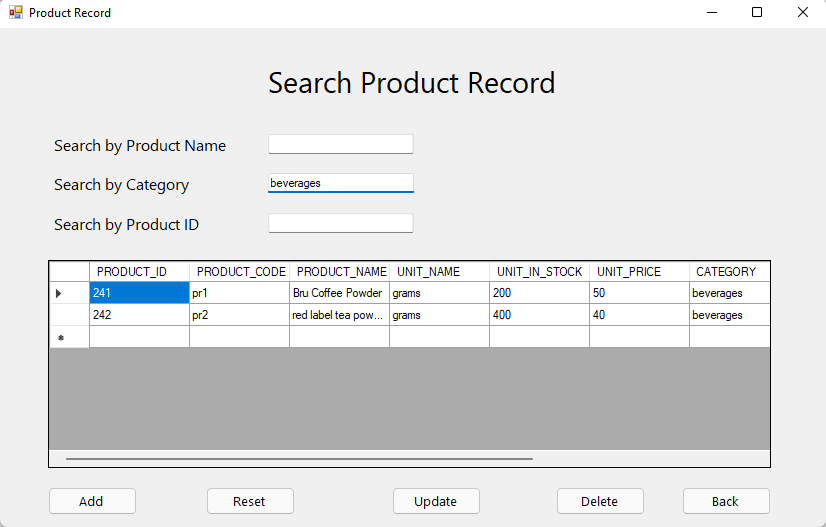 Product Record
Search Product Record
Search by Product Name
Search by Category beverages
Search by Product ID
PRODUCT_ID PRODUCT_CODE PRODUCT_NAME UNIT_NAME UNIT_IN_STOCK UNIT_PRICE CATEGORY
241 pr1 Bru Coffee Powder grams 200 50 beverages
242 pr2 red label tea pow... grams 400 40 beverages
Add Reset Update Delete Back